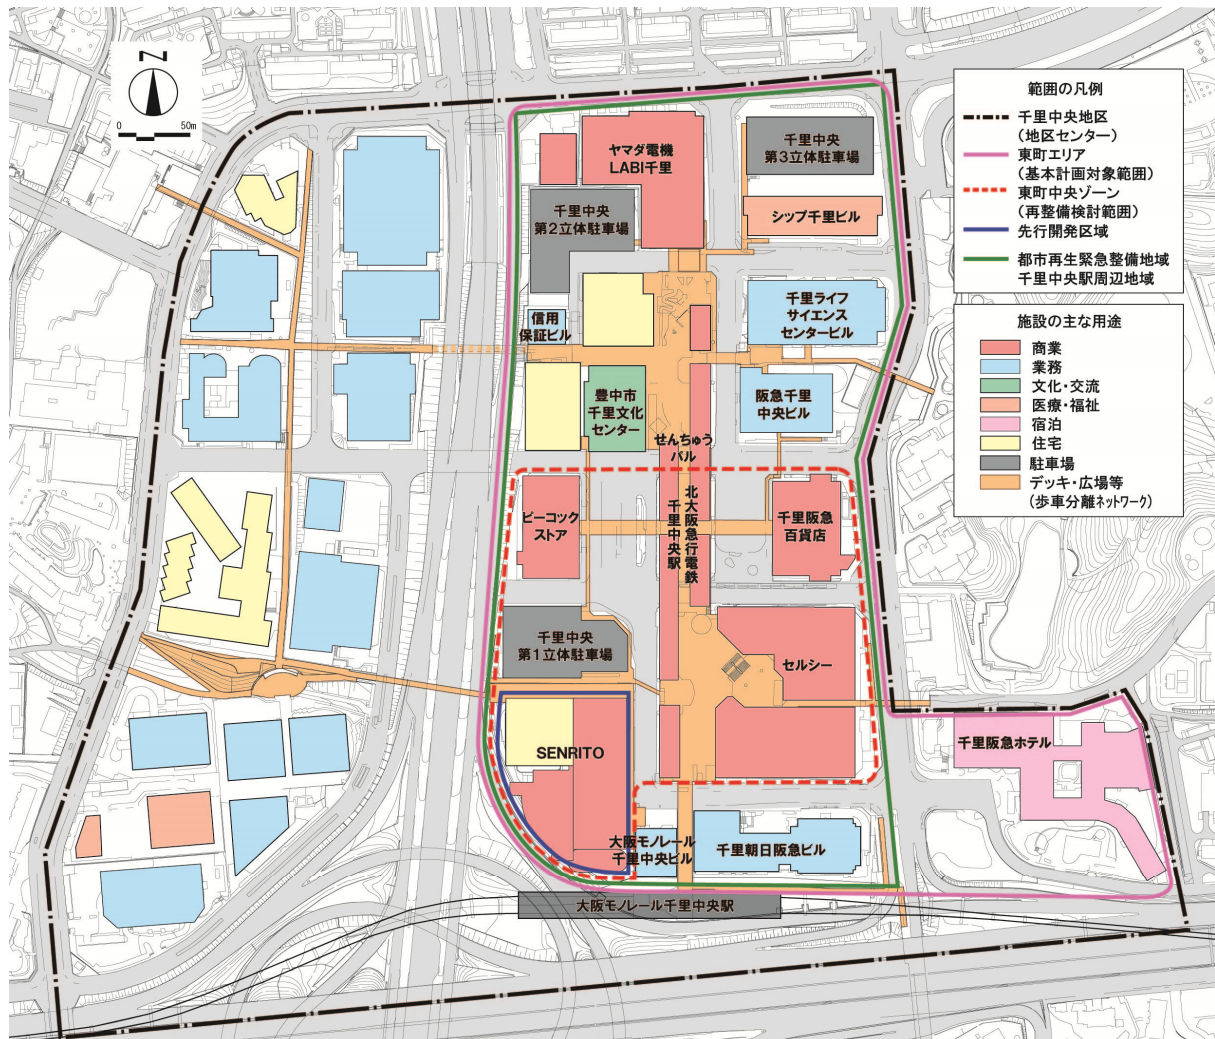 N
0 50m
範囲の凡例
千里中央地区
(地区センター)
東町エリア
(基本計画対象範囲)
東町中央ゾーン
(再整備検討範囲)
先行開発区域
都市再生緊急整備地域
千里中央駅周辺地域
施設の主な用途
商業
業務
文化・交流
医療・福祉
宿泊
住宅
駐車場
デッキ・広場等
(歩車分離ネットワーク)
ヤマダ電機
LABI千里
千里中央
第3立体駐車場
千里中央
第2立体駐車場
シップ千里ビル
信用
保証ビル
千里ライフ
サイエンス
センタービル
豊中市
千里文化
センター
阪急千里
中央ビル
せんちゅう
パル
ピーコック
ストア
北大阪急行電鉄
千里中央駅
千里阪急
百貨店
千里中央
第1立体駐車場
セルシー
SENRITO
千里阪急ホテル
大阪モノレール
千里中央ビル
千里朝日阪急ビル
大阪モノレール千里中央駅